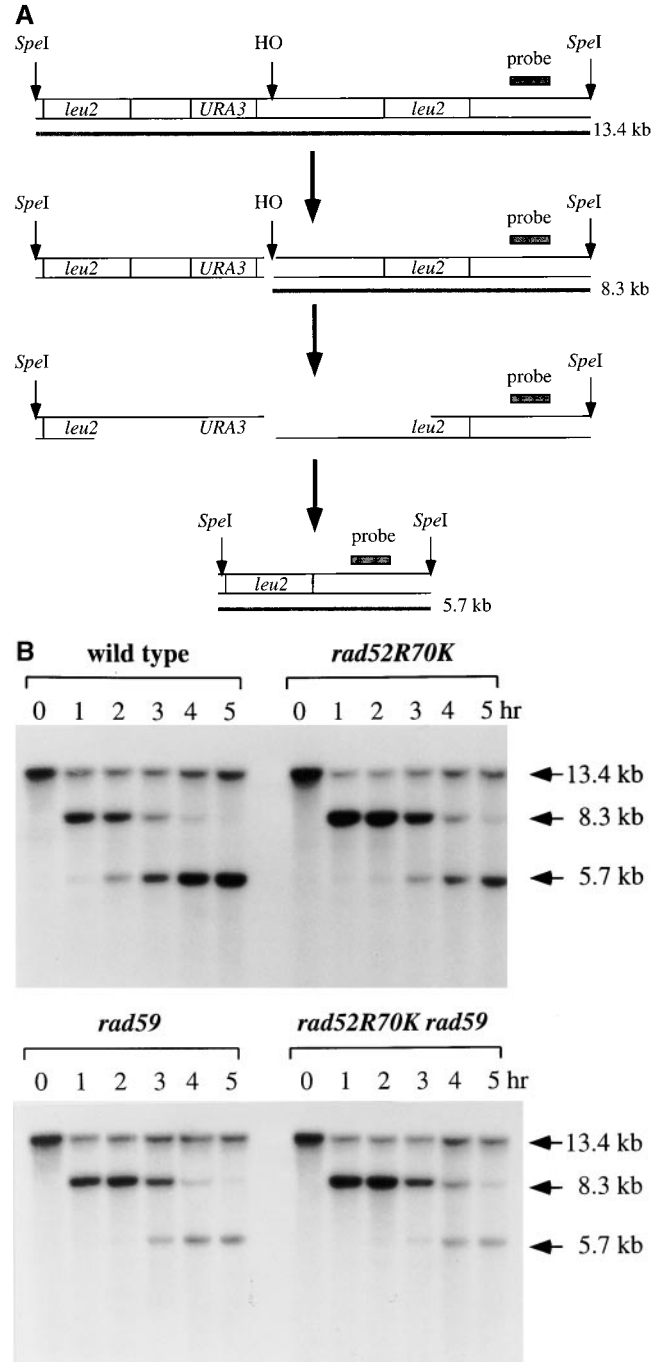 A
SpeI HO SpeI
probe
leu2 URA3 leu2
13.4 kb
SpeI HO SpeI
probe
leu2 URA3 leu2
8.3 kb
SpeI SpeI
probe
leu2 URA3 leu2
SpeI SpeI
probe
leu2
5.7 kb
B
wild type rad52R70K
0 1 2 3 4 5 0 1 2 3 4 5 hr
13.4 kb
8.3 kb
5.7 kb
rad59 rad52R70K rad59
0 1 2 3 4 5 0 1 2 3 4 5 hr
13.4 kb
8.3 kb
5.7 kb